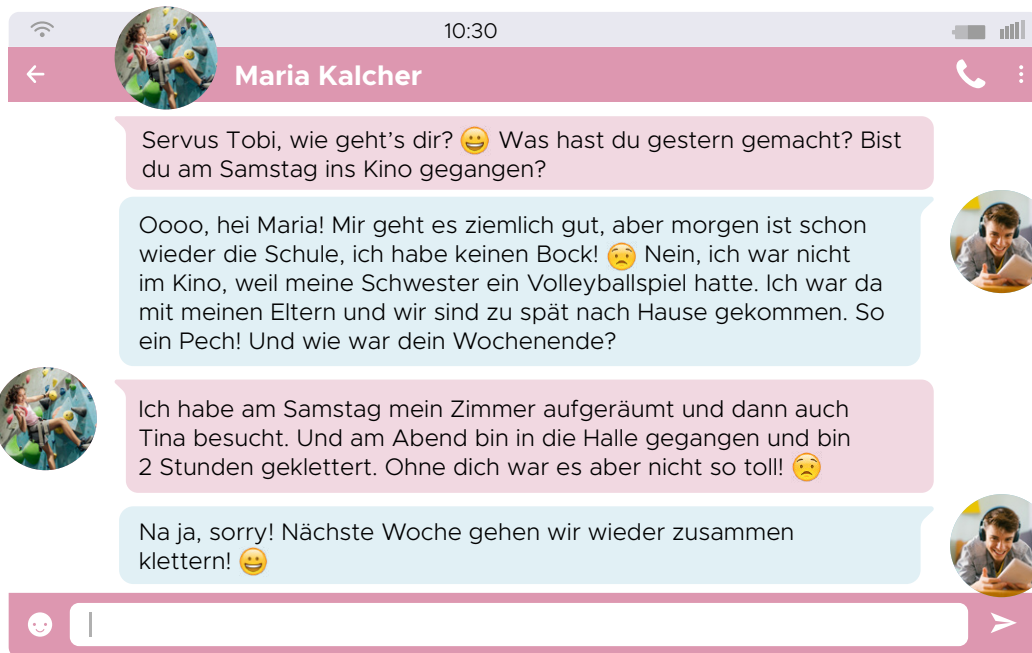 10:30
Maria Kalcher
Servus Tobi, wie geht's dir? 😀 Was hast du gestern gemacht? Bist
du am Samstag ins Kino gegangen?
Oooo, hei Maria! Mir geht es ziemlich gut, aber morgen ist schon
wieder die Schule, ich habe keinen Bock! 😟 Nein, ich war nicht
im Kino, weil meine Schwester ein Volleyballspiel hatte. Ich war da
mit meinen Eltern und wir sind zu spät nach Hause gekommen. So
ein Pech! Und wie war dein Wochenende?
Ich habe am Samstag mein Zimmer aufgeräumt und dann auch
Tina besucht. Und am Abend bin in die Halle gegangen und bin
2 Stunden geklettert. Ohne dich war es aber nicht so toll! 😟
Na ja, sorry! Nächste Woche gehen wir wieder zusammen
klettern! 😀